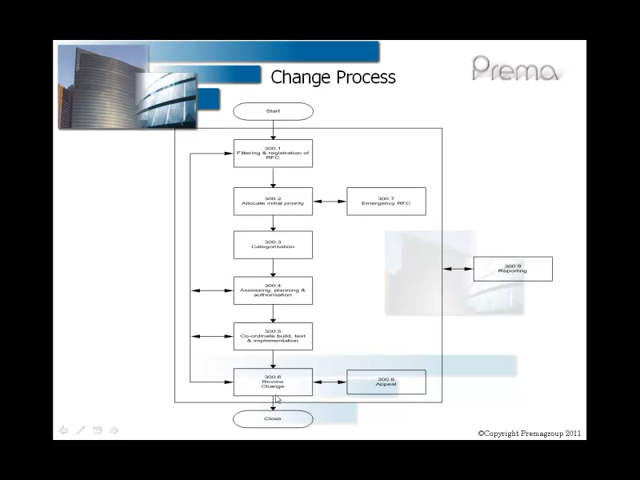 Change Process
Prema
Start
300.1
Filtering & registration of
RFC
300.2
Allocate initial priority
300.7
Emergency RFC
300.3
Categorisation
300.9
Reporting
300.4
Assessing, planning &
authorisation
300.5
Co-ordinate build, test
& implementation
300.6
Review
Change
300.8
Appeal
Close
©Copyright Premagroup 2011